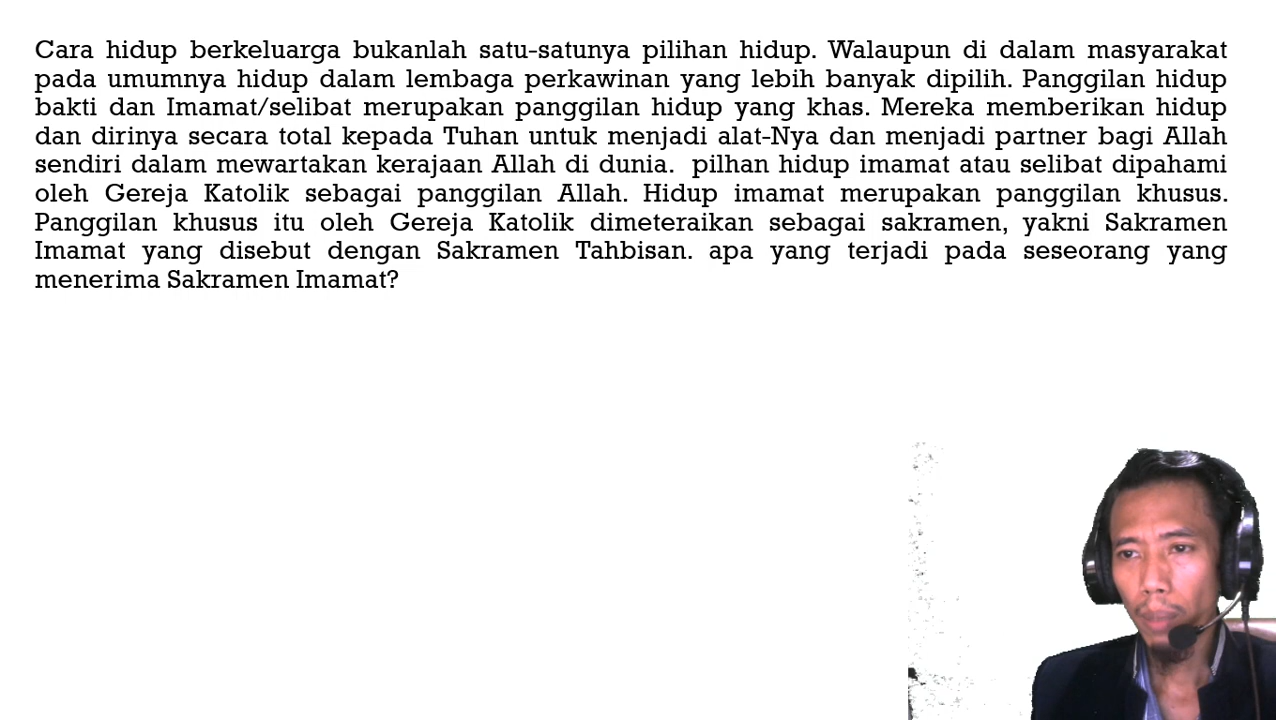 Cara hidup berkeluarga bukanlah satu-satunya pilihan hidup. Walaupun di dalam masyarakat
pada umumnya hidup dalam lembaga perkawinan yang lebih banyak dipilih. Panggilan hidup
bakti dan Imamat/selibat merupakan panggilan hidup yang khas. Mereka memberikan hidup
dan dirinya secara total kepada Tuhan untuk menjadi alat-Nya dan menjadi partner bagi Allah
sendiri dalam mewartakan kerajaan Allah di dunia.  pilhan hidup imamat atau selibat dipahami
oleh Gereja Katolik sebagai panggilan Allah. Hidup imamat merupakan panggilan khusus.
Panggilan khusus itu oleh Gereja Katolik dimeteraikan sebagai sakramen, yakni Sakramen
Imamat yang disebut dengan Sakramen Tahbisan. apa yang terjadi pada seseorang yang
menerima Sakramen Imamat?